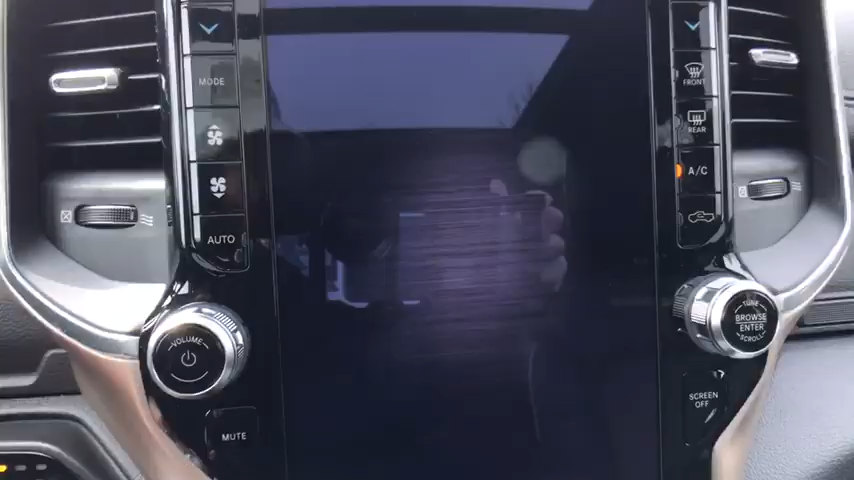 MODE
FRONT
REAR
A/C
AUTO
VOLUME
TUNE
BROWSE
ENTER
SCROLL
SCREEN
OFF
MUTE